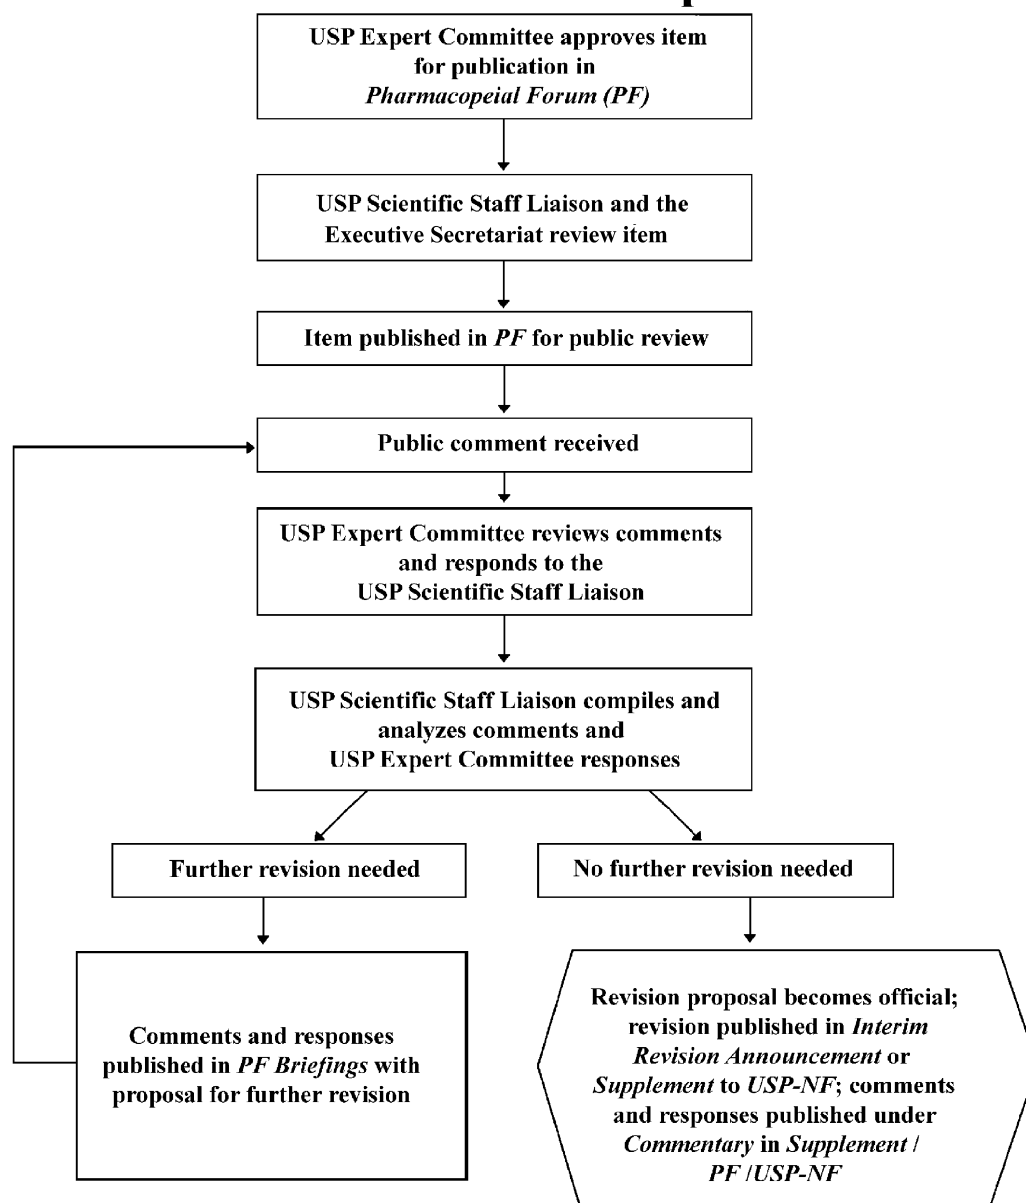 USP Expert Committee approves item
for publication in
Pharmacopeial Forum (PF)
USP Scientific Staff Liaison and the
Executive Secretariat review item
Item published in PF for public review
Public comment received
USP Expert Committee reviews comments
and responds to the
USP Scientific Staff Liaison
USP Scientific Staff Liaison compiles and
analyzes comments and
USP Expert Committee responses
Further revision needed
No further revision needed
Comments and responses
published in PF Briefings with
proposal for further revision
Revision proposal becomes official;
revision published in Interim
Revision Announcement or
Supplement to USP-NF; comments
and responses published under
Commentary in Supplement /
PF /USP-NF